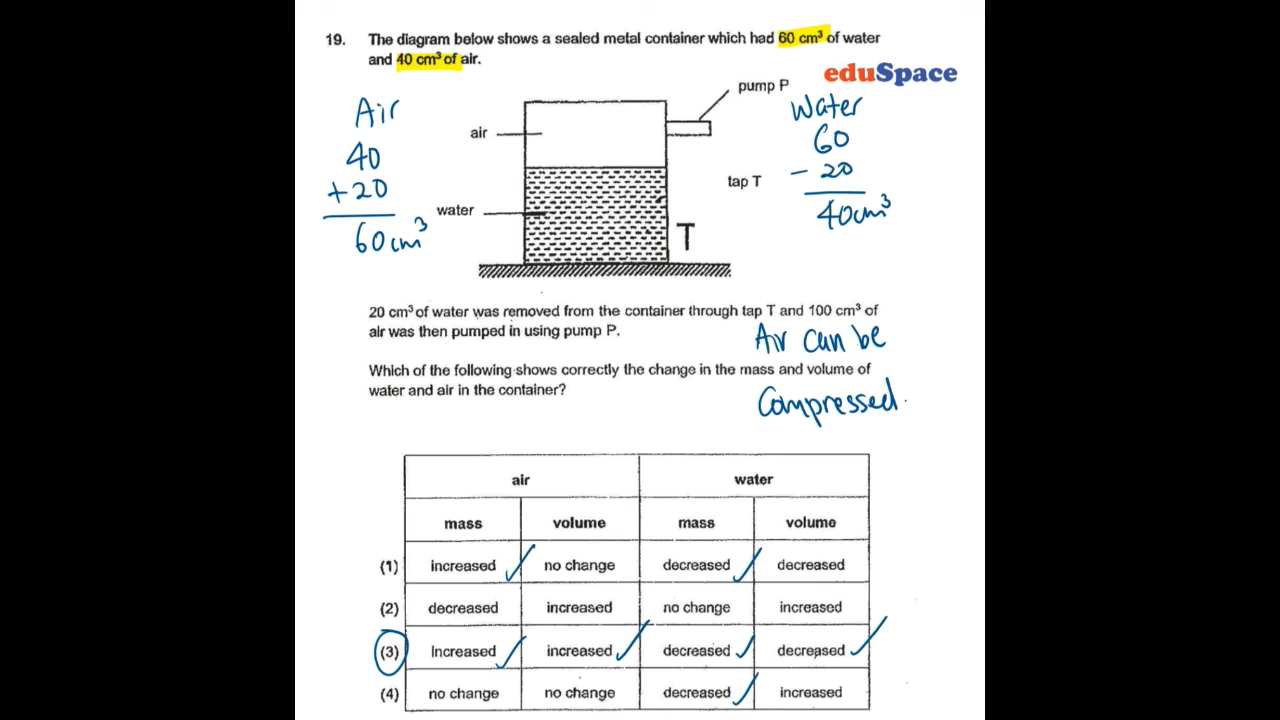 19. The diagram below shows a sealed metal container which had 60 cm³ of water
and 40 cm³ of air.
eduSpace
pump P
Air
40
+20
60cm³
air
water
tap T
T
Water
60
- 20
40cm³
20 cm³ of water was removed from the container through tap T and 100 cm³ of
air was then pumped in using pump P.
Air can be
Compressed.
Which of the following shows correctly the change in the mass and volume of
water and air in the container?
air water
mass volume mass volume
(1) increased no change decreased decreased
(2) decreased increased no change increased
(3) Increased increased decreased decreased
(4) no change no change decreased increased